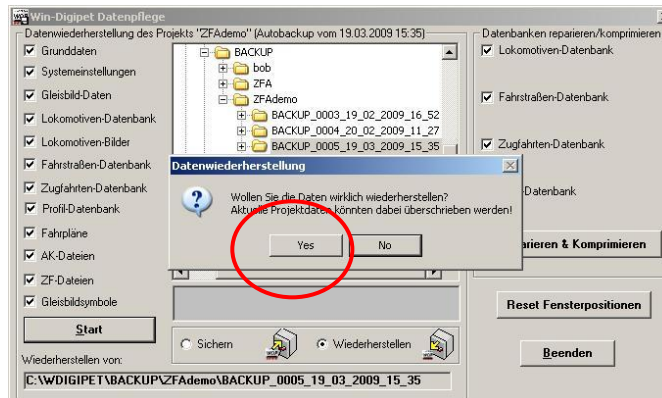 Win-Digipet Datenpflege
Datenwiederherstellung des Projekts "ZFAdemo" (Autobackup vom 19.03.2009 15:35)
Grunddaten
Systemeinstellungen
Gleisbild-Daten
Lokomotiven-Datenbank
Lokomotiven-Bilder
Fahrstraßen-Datenbank
Zugfahrten-Datenbank
Profil-Datenbank
Fahrpläne
AK-Dateien
ZF-Dateien
Gleisbildsymbole
Start
Wiederherstellen von:
C:\WDIGIPET\BACKUP\ZFAdemo\BACKUP_0005_19_03_2009_15_35
BACKUP
bob
ZFA
ZFAdemo
BACKUP_0003_19_02_2009_16_52
BACKUP_0004_20_02_2009_11_27
BACKUP_0005_19_03_2009_15_35
Datenwiederherstellung
Wollen Sie die Daten wirklich wiederherstellen?
Aktuelle Projektdaten könnten dabei überschrieben werden!
Yes
No
Sichern
Wiederherstellen
Datenbanken reparieren/komprimieren
Lokomotiven-Datenbank
Fahrstraßen-Datenbank
Zugfahrten-Datenbank
-Datenbank
arieren & Komprimieren
Reset Fensterpositionen
Beenden